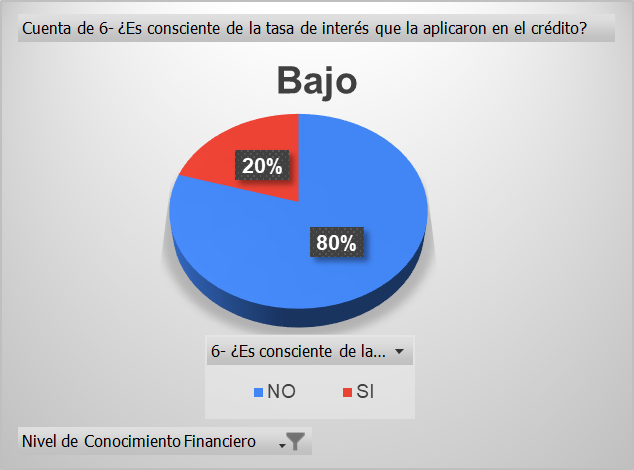 Cuenta de 6- ¿Es consciente de la tasa de interés que la aplicaron en el crédito?
Bajo
20%
80%
6- ¿Es consciente de la...
NO SI
Nivel de Conocimiento Financiero